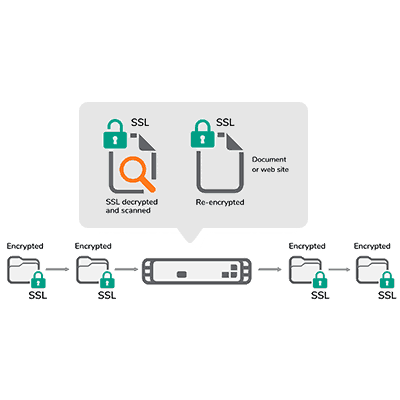 SSL
SSL
Document
or web site
SSL decrypted
and scanned
Re-encrypted
Encrypted
Encrypted
Encrypted
Encrypted
SSL
SSL
SSL
SSL